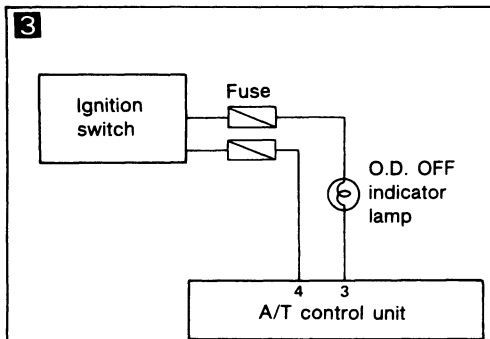 3
Ignition
switch
Fuse
O.D. OFF
indicator
lamp
4 3
A/T control unit